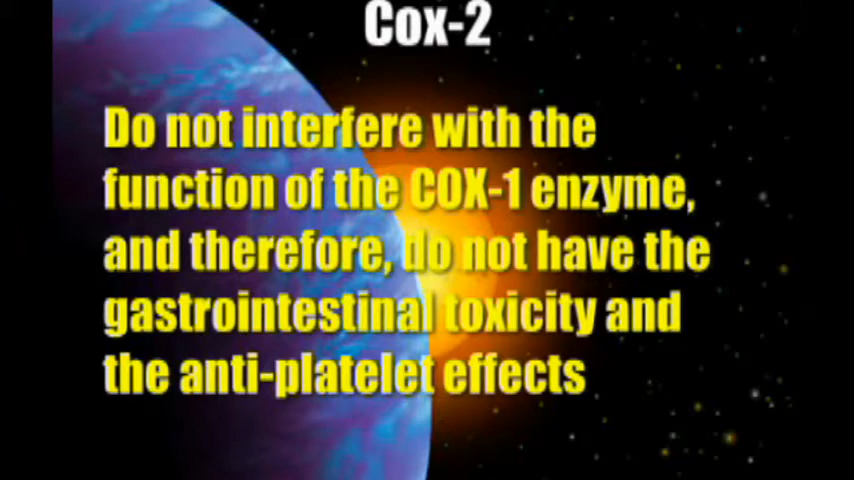 Cox-2
Do not interfere with the
function of the COX-1 enzyme,
and therefore, do not have the
gastrointestinal toxicity and
the anti-platelet effects